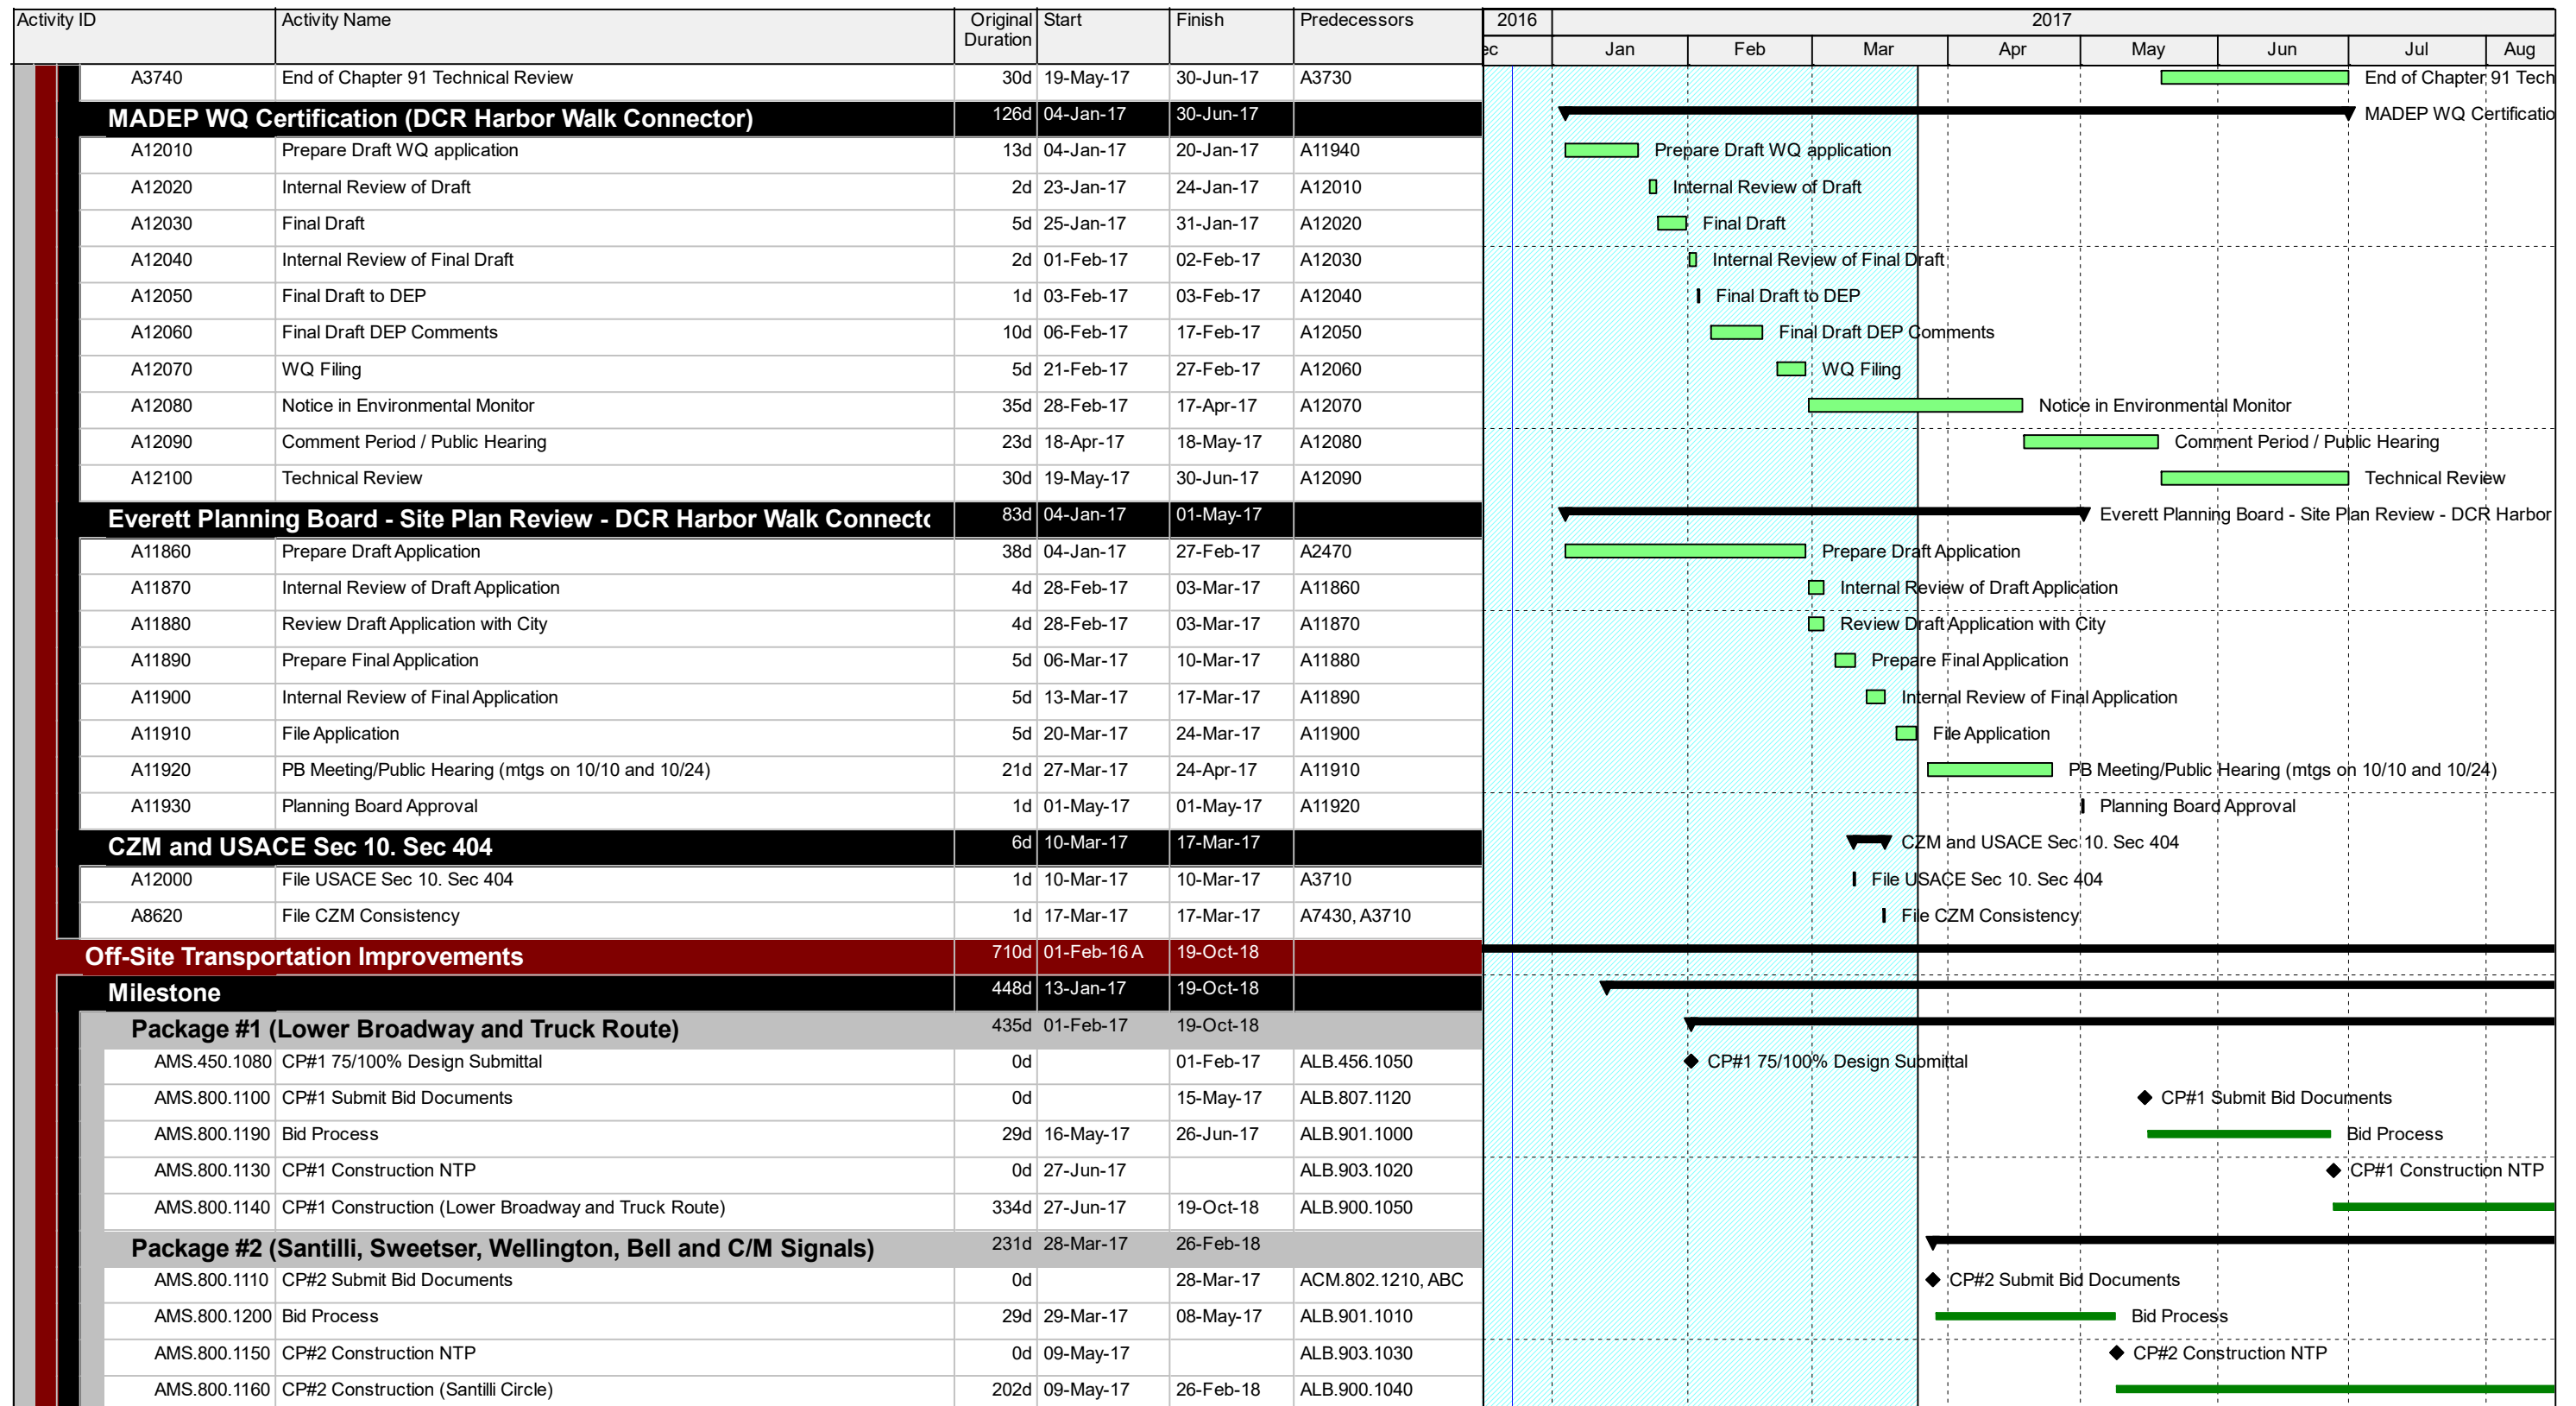 Activity ID Activity Name Original Duration Start Finish Predecessors 2016 2017
ec Jan Feb Mar Apr May Jun Jul Aug
A3740 End of Chapter 91 Technical Review 30d 19-May-17 30-Jun-17 A3730 End of Chapter 91 Tech
MADEP WQ Certification (DCR Harbor Walk Connector) 126d 04-Jan-17 30-Jun-17 MADEP WQ Certificatio
A12010 Prepare Draft WQ application 13d 04-Jan-17 20-Jan-17 A11940 Prepare Draft WQ application
A12020 Internal Review of Draft 2d 23-Jan-17 24-Jan-17 A12010 Internal Review of Draft
A12030 Final Draft 5d 25-Jan-17 31-Jan-17 A12020 Final Draft
A12040 Internal Review of Final Draft 2d 01-Feb-17 02-Feb-17 A12030 Internal Review of Final Draft
A12050 Final Draft to DEP 1d 03-Feb-17 03-Feb-17 A12040 Final Draft to DEP
A12060 Final Draft DEP Comments 10d 06-Feb-17 17-Feb-17 A12050 Final Draft DEP Comments
A12070 WQ Filing 5d 21-Feb-17 27-Feb-17 A12060 WQ Filing
A12080 Notice in Environmental Monitor 35d 28-Feb-17 17-Apr-17 A12070 Notice in Environmental Monitor
A12090 Comment Period / Public Hearing 23d 18-Apr-17 18-May-17 A12080 Comment Period / Public Hearing
A12100 Technical Review 30d 19-May-17 30-Jun-17 A12090 Technical Review
Everett Planning Board - Site Plan Review - DCR Harbor Walk Connectc 83d 04-Jan-17 01-May-17 Everett Planning Board - Site Plan Review - DCR Harbor
A11860 Prepare Draft Application 38d 04-Jan-17 27-Feb-17 A2470 Prepare Draft Application
A11870 Internal Review of Draft Application 4d 28-Feb-17 03-Mar-17 A11860 Internal Review of Draft Application
A11880 Review Draft Application with City 4d 28-Feb-17 03-Mar-17 A11870 Review Draft Application with City
A11890 Prepare Final Application 5d 06-Mar-17 10-Mar-17 A11880 Prepare Final Application
A11900 Internal Review of Final Application 5d 13-Mar-17 17-Mar-17 A11890 Internal Review of Final Application
A11910 File Application 5d 20-Mar-17 24-Mar-17 A11900 File Application
A11920 PB Meeting/Public Hearing (mtgs on 10/10 and 10/24) 21d 27-Mar-17 24-Apr-17 A11910 PB Meeting/Public Hearing (mtgs on 10/10 and 10/24)
A11930 Planning Board Approval 1d 01-May-17 01-May-17 A11920 Planning Board Approval
CZM and USACE Sec 10. Sec 404 6d 10-Mar-17 17-Mar-17 CZM and USACE Sec 10. Sec 404
A12000 File USACE Sec 10. Sec 404 1d 10-Mar-17 10-Mar-17 A3710 File USACE Sec 10. Sec 404
A8620 File CZM Consistency 1d 17-Mar-17 17-Mar-17 A7430, A3710 File CZM Consistency
Off-Site Transportation Improvements 710d 01-Feb-16 A 19-Oct-18
Milestone 448d 13-Jan-17 19-Oct-18
Package #1 (Lower Broadway and Truck Route) 435d 01-Feb-17 19-Oct-18
AMS.450.1080 CP#1 75/100% Design Submittal 0d 01-Feb-17 ALB.456.1050 CP#1 75/100% Design Submittal
AMS.800.1100 CP#1 Submit Bid Documents 0d 15-May-17 ALB.807.1120 CP#1 Submit Bid Documents
AMS.800.1190 Bid Process 29d 16-May-17 26-Jun-17 ALB.901.1000 Bid Process
AMS.800.1130 CP#1 Construction NTP 0d 27-Jun-17 ALB.903.1020 CP#1 Construction NTP
AMS.800.1140 CP#1 Construction (Lower Broadway and Truck Route) 334d 27-Jun-17 19-Oct-18 ALB.900.1050
Package #2 (Santilli, Sweetser, Wellington, Bell and C/M Signals) 231d 28-Mar-17 26-Feb-18
AMS.800.1110 CP#2 Submit Bid Documents 0d 28-Mar-17 ACM.802.1210, ABC CP#2 Submit Bid Documents
AMS.800.1200 Bid Process 29d 29-Mar-17 08-May-17 ALB.901.1010 Bid Process
AMS.800.1150 CP#2 Construction NTP 0d 09-May-17 ALB.903.1030 CP#2 Construction NTP
AMS.800.1160 CP#2 Construction (Santilli Circle) 202d 09-May-17 26-Feb-18 ALB.900.1040